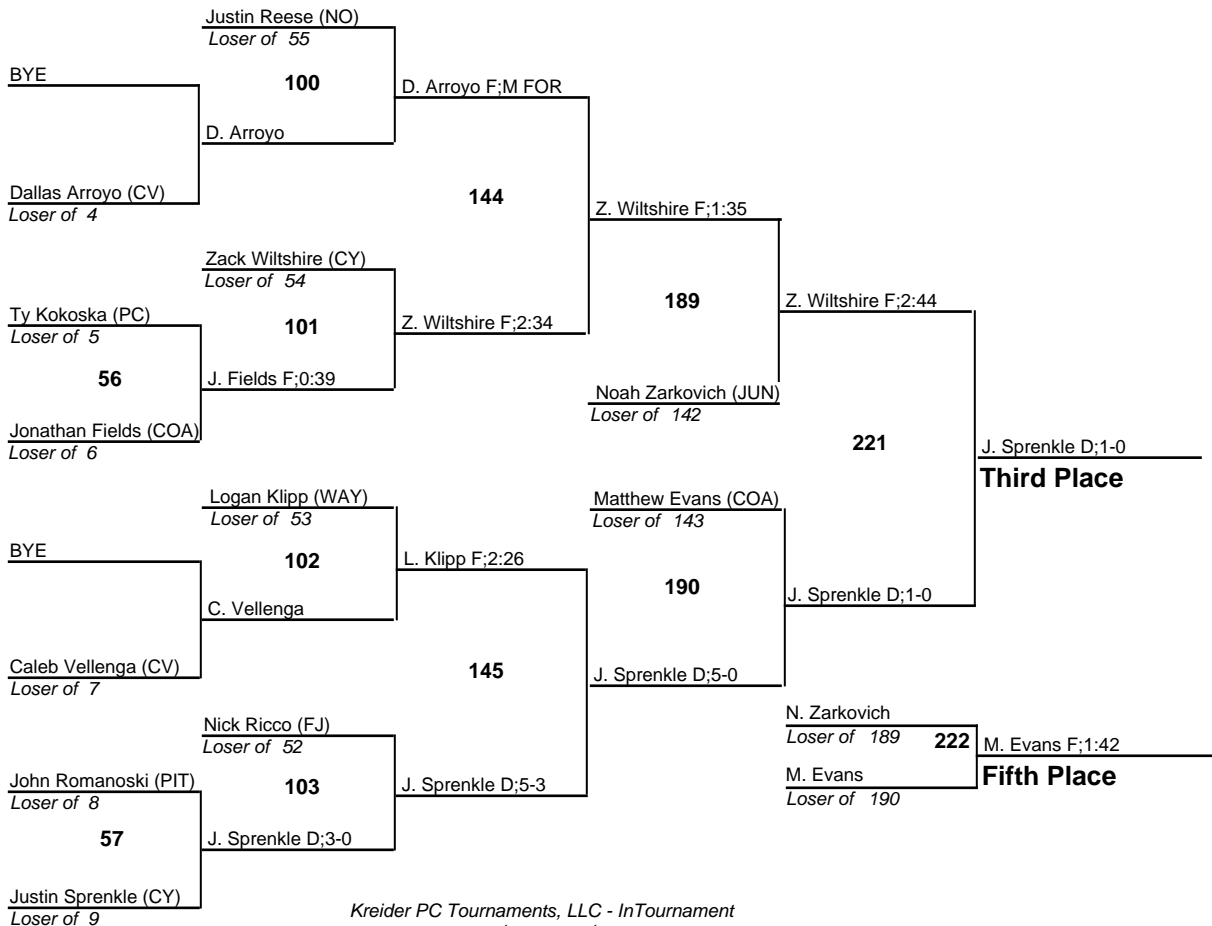 Justin Reese (NO)
Loser of 55
BYE
100
D. Arroyo F;M FOR
D. Arroyo
Dallas Arroyo (CV)
Loser of 4
144
Z. Wiltshire F;1:35
Zack Wiltshire (CY)
Loser of 54
189
Z. Wiltshire F;2:44
Ty Kokoska (PC)
Loser of 5
101
Z. Wiltshire F;2:34
56
J. Fields F;0:39
Noah Zarkovich (JUN)
Loser of 142
Jonathan Fields (COA)
Loser of 6
221
J. Sprenkle D;1-0
Third Place
Logan Klipp (WAY)
Loser of 53
Matthew Evans (COA)
Loser of 143
BYE
102
L. Klipp F;2:26
190
C. Vellenga
J. Sprenkle D;1-0
Caleb Vellenga (CV)
Loser of 7
145
J. Sprenkle D;5-0
Nick Ricco (FJ)
Loser of 52
N. Zarkovich
Loser of 189
222
M. Evans F;1:42
Fifth Place
John Romanoski (PIT)
Loser of 8
103
J. Sprenkle D;5-3
M. Evans
Loser of 190
57
J. Sprenkle D;3-0
Justin Sprenkle (CY)
Loser of 9
Kreider PC Tournaments, LLC - InTournament